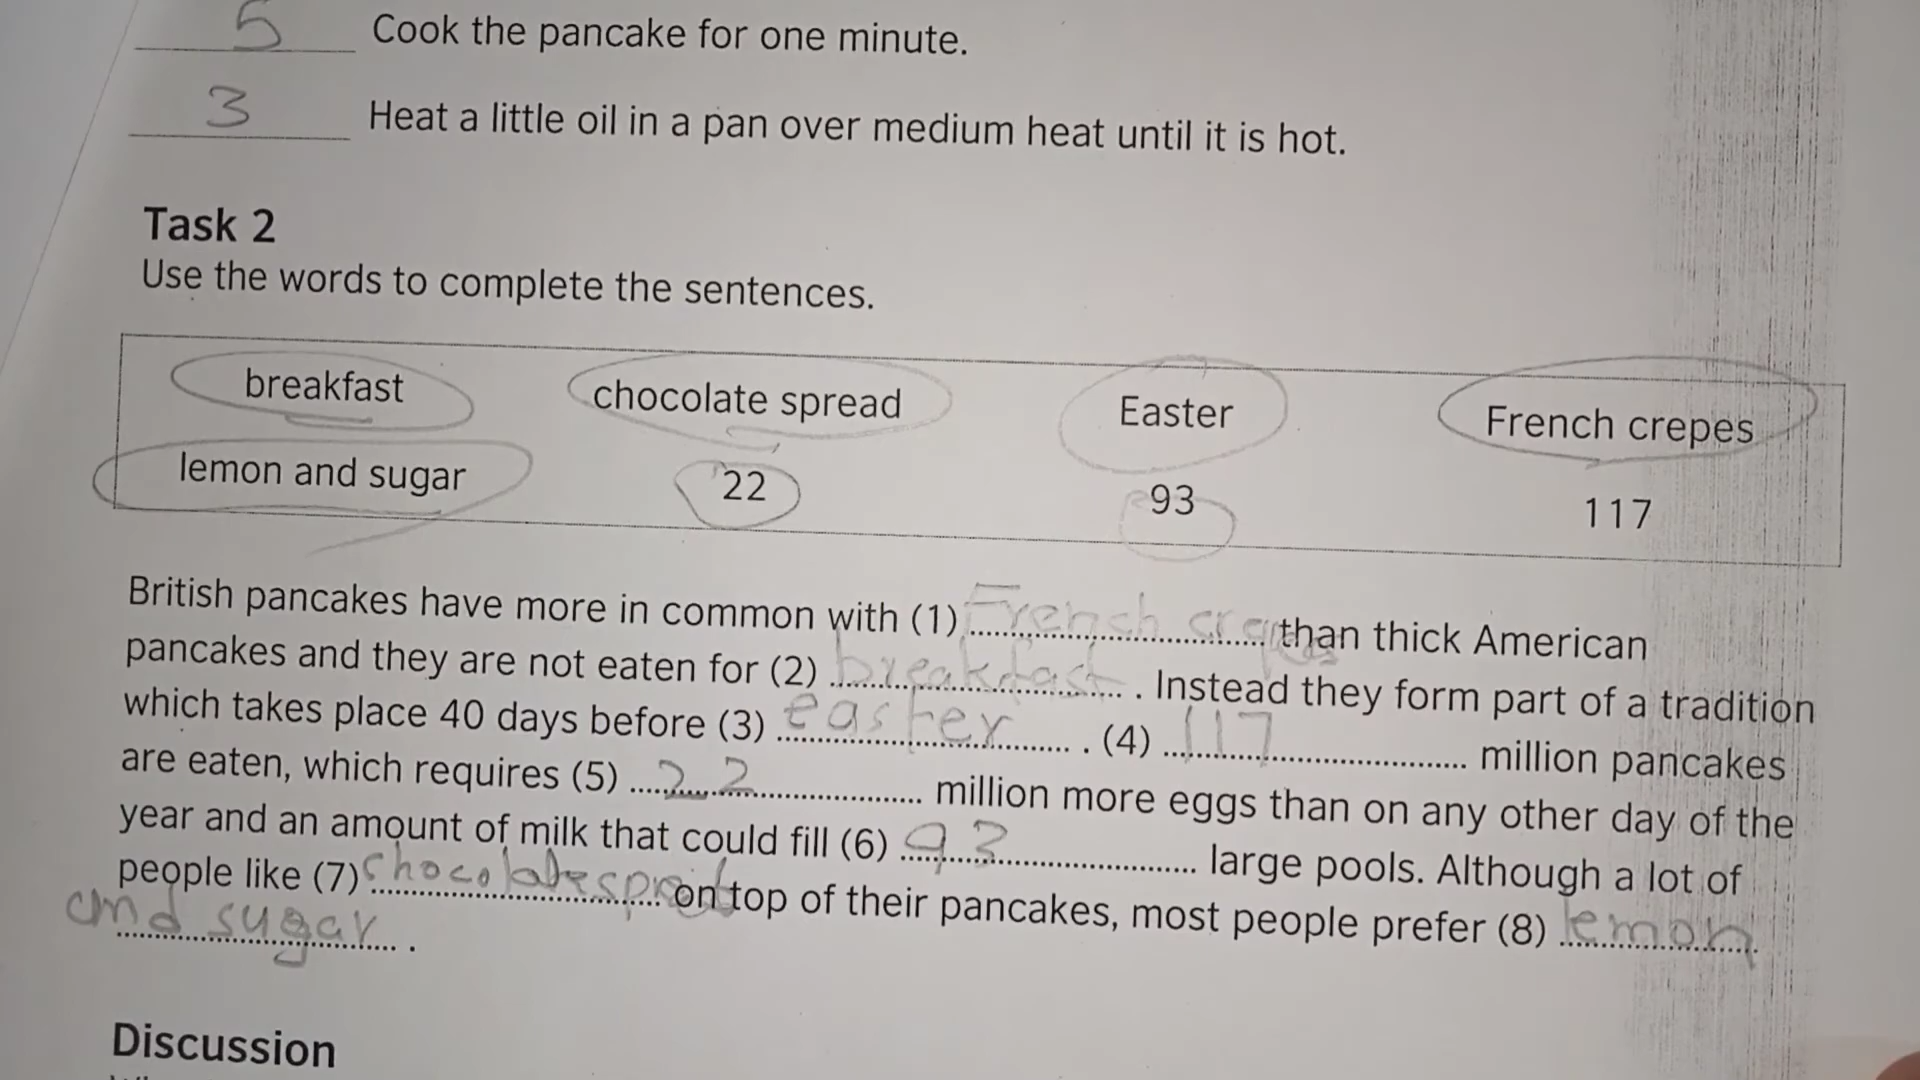 5 Cook the pancake for one minute.
3 Heat a little oil in a pan over medium heat until it is hot.
Task 2
Use the words to complete the sentences.
breakfast chocolate spread Easter French crepes
lemon and sugar 22 93 117
British pancakes have more in common with (1) French crepes than thick American
pancakes and they are not eaten for (2) breakfast. Instead they form part of a tradition
which takes place 40 days before (3) easter. (4) 117 million pancakes
are eaten, which requires (5) 22 million more eggs than on any other day of the
year and an amount of milk that could fill (6) 93 large pools. Although a lot of
people like (7) chocolate spread on top of their pancakes, most people prefer (8) lemon
and sugar.
Discussion